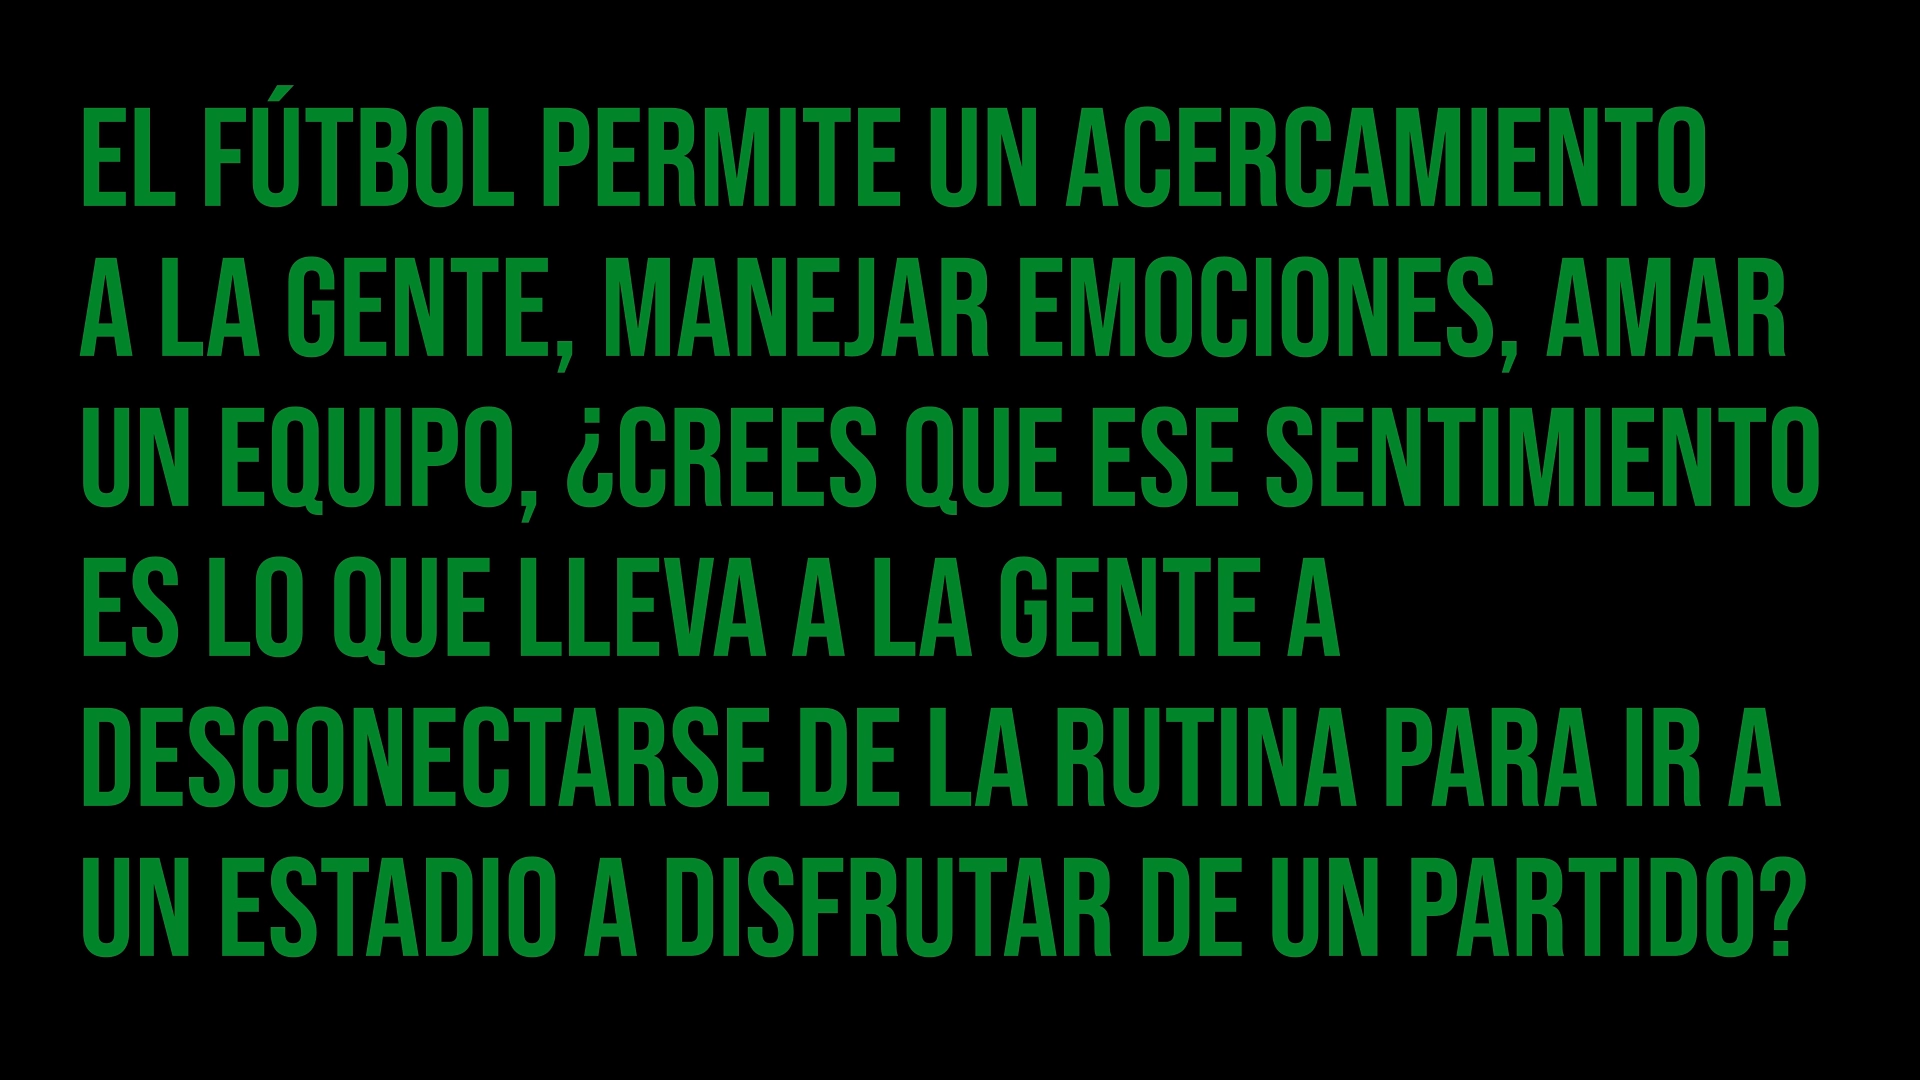 EL FÚTBOL PERMITE UN ACERCAMIENTO
A LA GENTE, MANEJAR EMOCIONES, AMAR
UN EQUIPO, ¿CREES QUE ESE SENTIMIENTO
ES LO QUE LLEVA A LA GENTE A
DESCONECTARSE DE LA RUTINA PARA IR A
UN ESTADIO A DISFRUTAR DE UN PARTIDO?